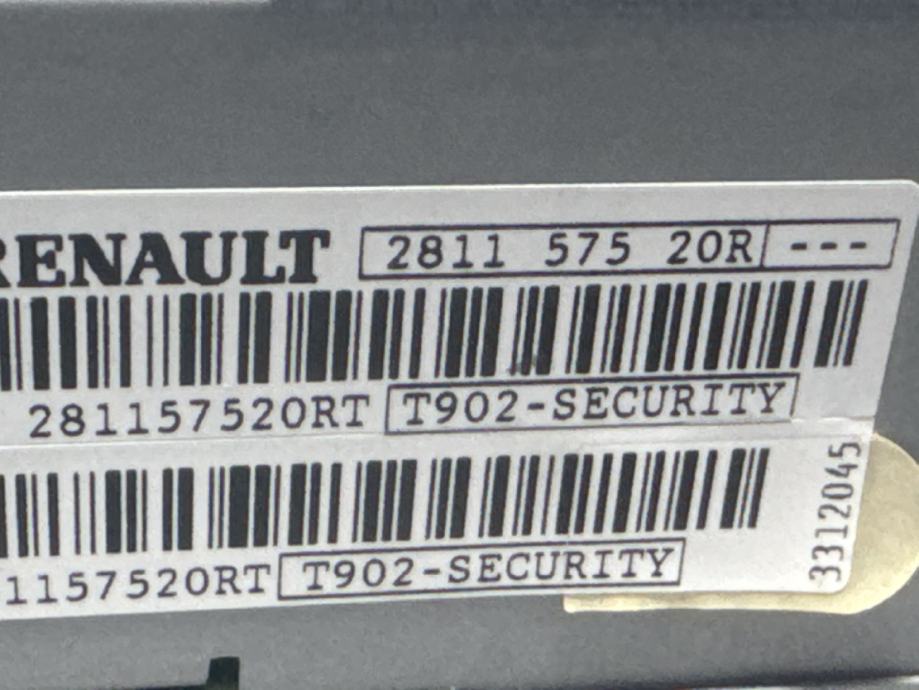 RENAULT 2811 575 20R ---
281157520RT T902-SECURITY
1157520RT T902-SECURITY
3312045